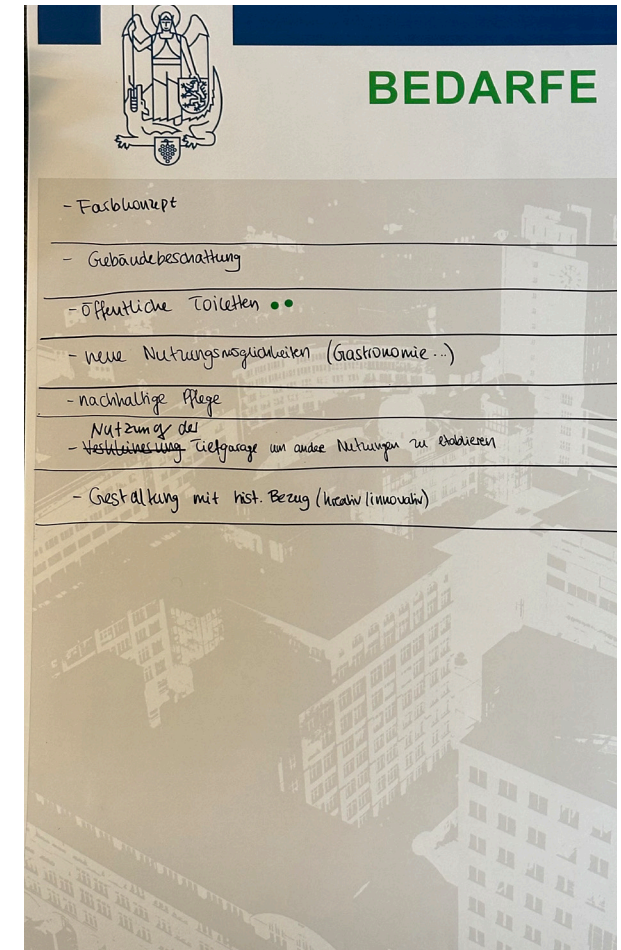 BEDARFE
- Farbkonzept
- Gebäudebeschattung
- Öffentliche Toiletten
- neue Nutzungsmöglichkeiten (Gastronomie...)
- nachhaltige Pflege
Nutzung der
- Verkleinerung Tiefgarage um andere Nutzungen zu etablieren
- Gestaltung mit hist. Bezug (kreativ/innovativ)